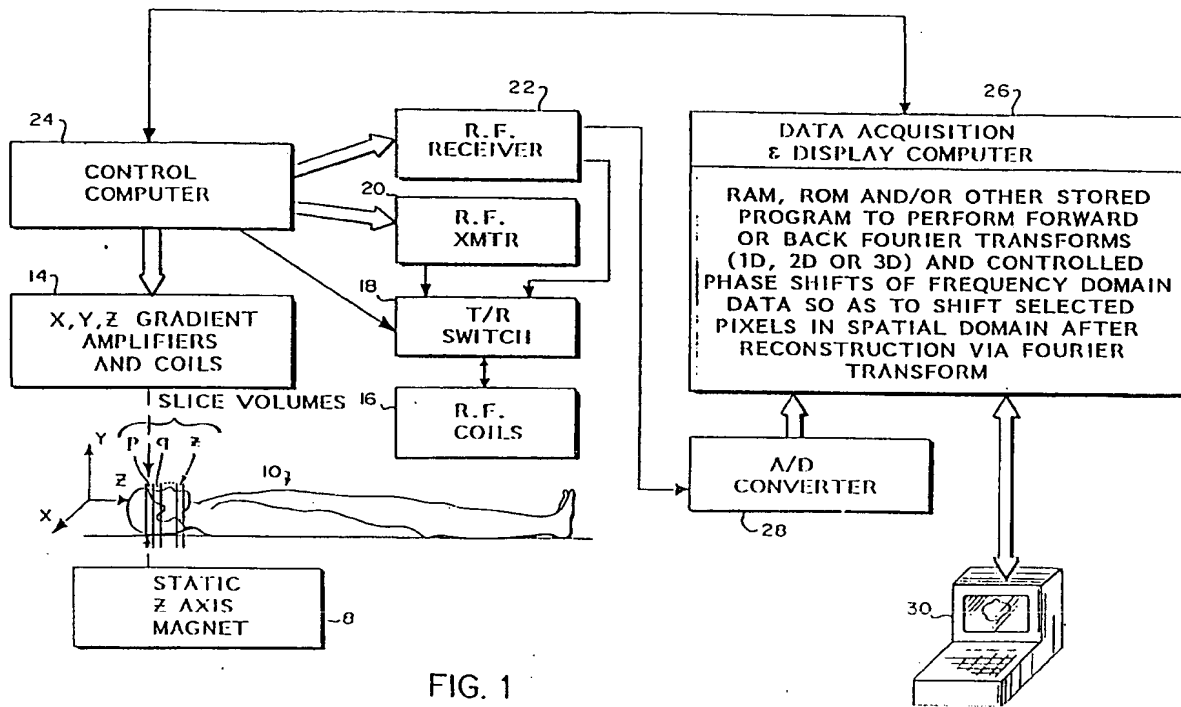 24
CONTROL
COMPUTER
22
R.F.
RECEIVER
20
R.F.
XMTR
18
T/R
SWITCH
16
R.F.
COILS
14
X,Y,Z GRADIENT
AMPLIFIERS
AND COILS
SLICE VOLUMES
p q z
Y
Z
X
10
STATIC
Z AXIS
MAGNET
8
26
DATA ACQUISITION
& DISPLAY COMPUTER
RAM, ROM AND/OR OTHER STORED
PROGRAM TO PERFORM FORWARD
OR BACK FOURIER TRANSFORMS
(1D, 2D OR 3D) AND CONTROLLED
PHASE SHIFTS OF FREQUENCY DOMAIN
DATA SO AS TO SHIFT SELECTED
PIXELS IN SPATIAL DOMAIN AFTER
RECONSTRUCTION VIA FOURIER
TRANSFORM
A/D
CONVERTER
28
30
FIG. 1